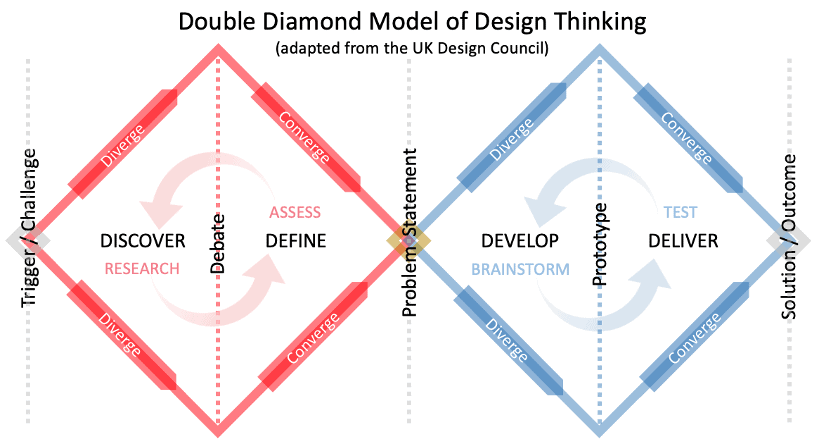 Double Diamond Model of Design Thinking
(adapted from the UK Design Council)
Trigger / Challenge
Diverge
Converge
DISCOVER
RESEARCH
Debate
ASSESS
DEFINE
Diverge
Converge
Problem Statement
Diverge
Converge
DEVELOP
BRAINSTORM
Prototype
TEST
DELIVER
Diverge
Converge
Solution / Outcome